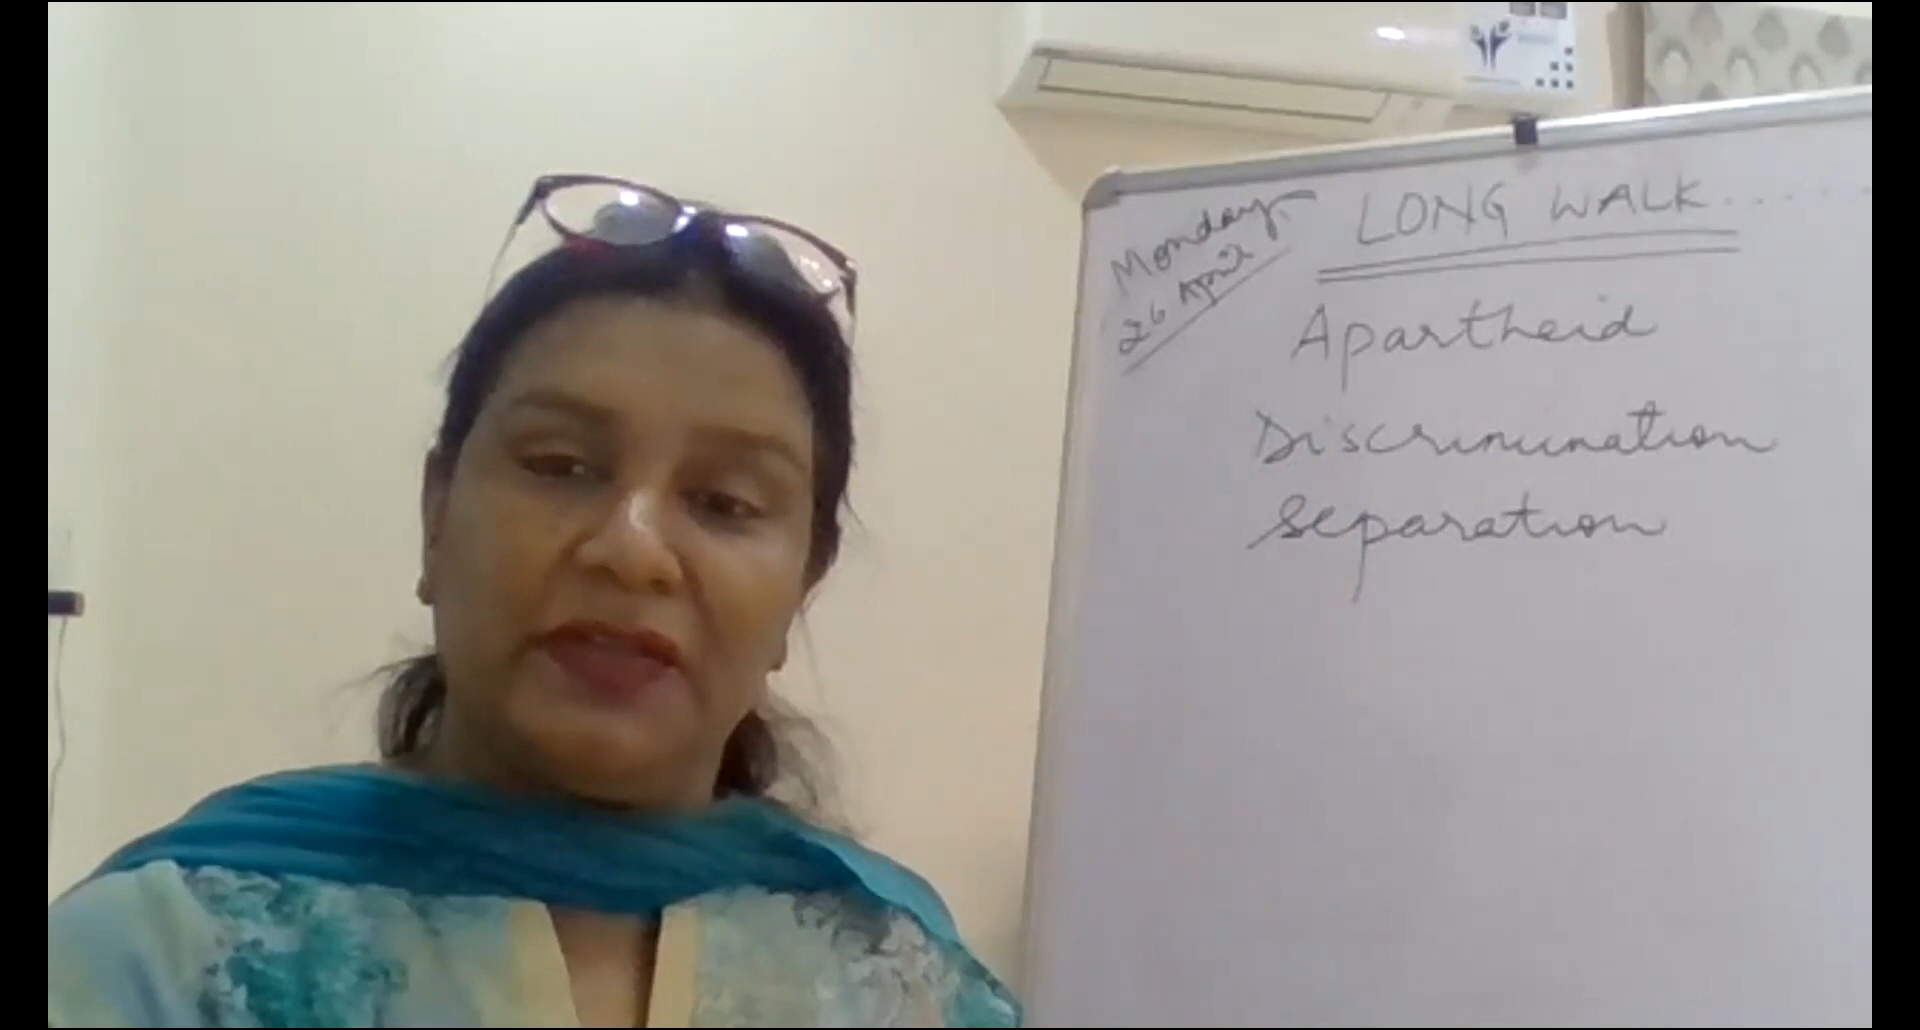 Monday
26 April
LONG WALK.....
Apartheid
Discrimination
Separation